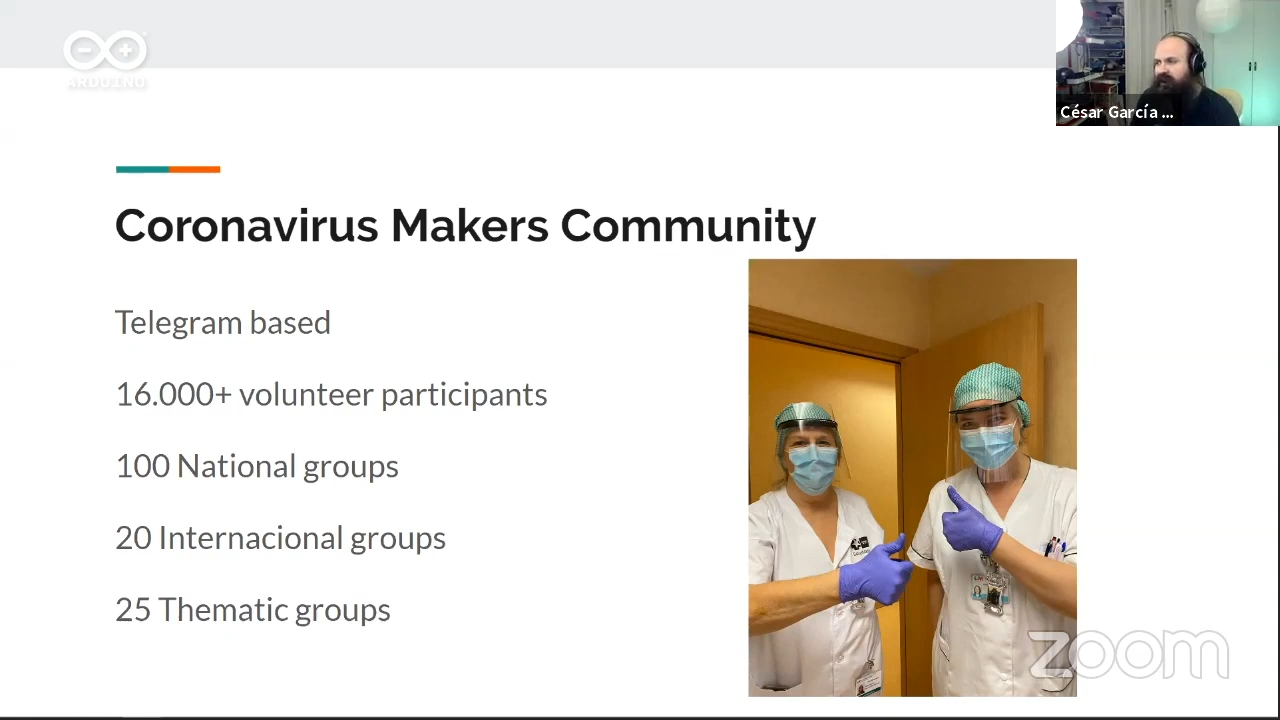 ARDUINO
César García ...
Coronavirus Makers Community
Telegram based
16.000+ volunteer participants
100 National groups
20 Internacional groups
25 Thematic groups
zoom